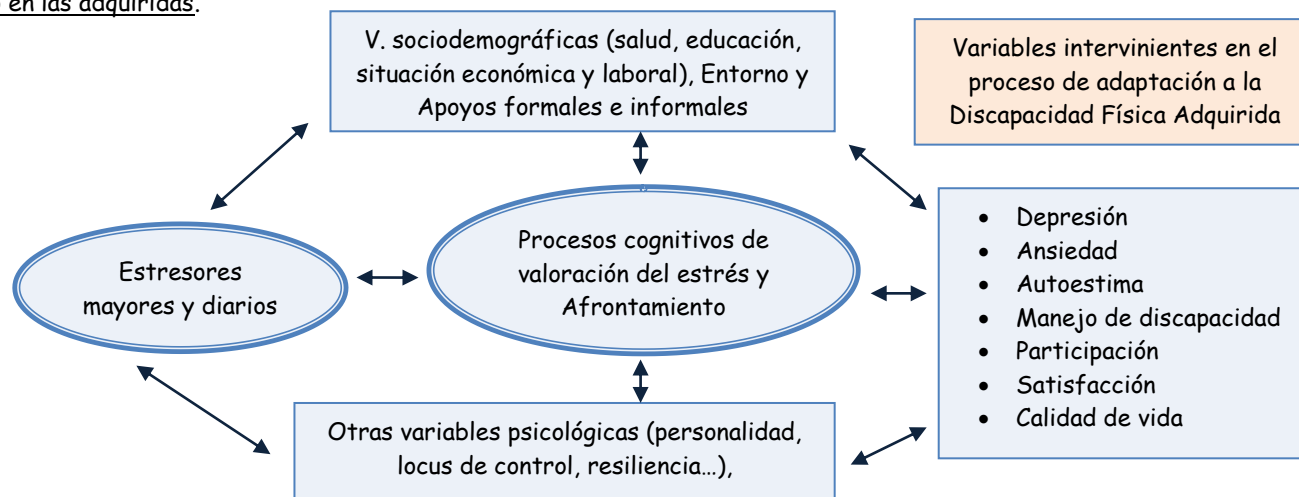 en las adquiridas.
V. sociodemográficas (salud, educación,
situación económica y laboral), Entorno y
Apoyos formales e informales
Variables intervinientes en el
proceso de adaptación a la
Discapacidad Física Adquirida
Estresores
mayores y diarios
Procesos cognitivos de
valoración del estrés y
Afrontamiento
• Depresión
• Ansiedad
• Autoestima
• Manejo de discapacidad
• Participación
• Satisfacción
• Calidad de vida
Otras variables psicológicas (personalidad,
locus de control, resiliencia...),